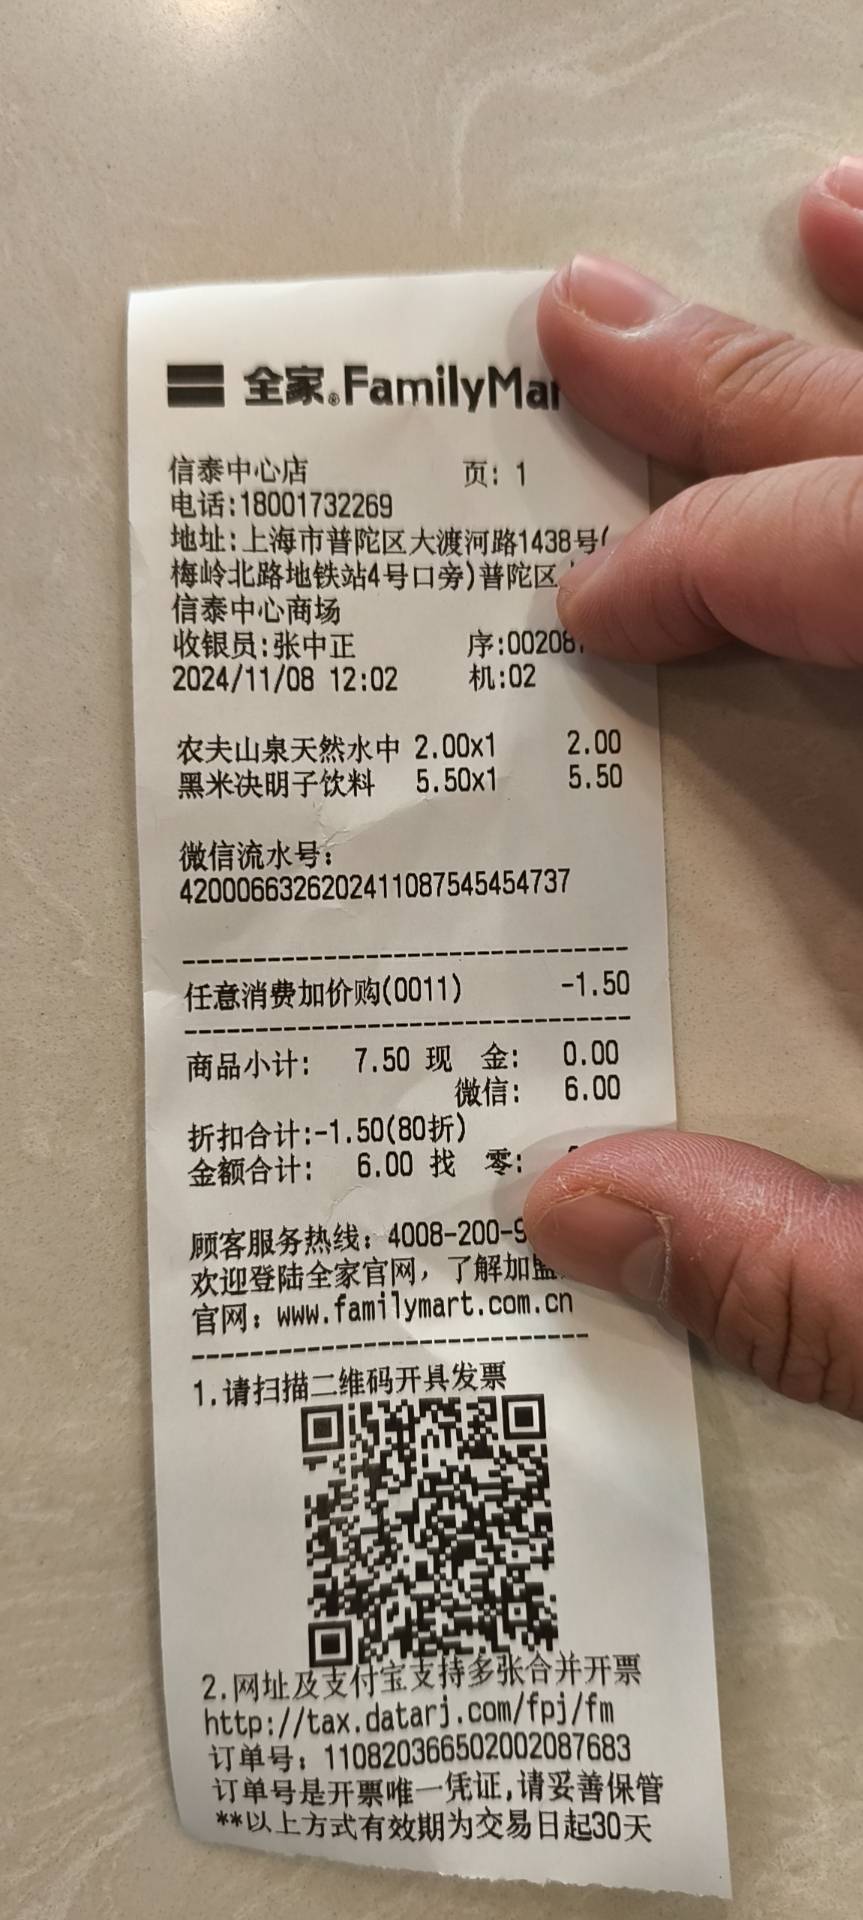 全家®FamilyMar
信泰中心店 页: 1
电话:18001732269
地址:上海市普陀区大渡河路1438号(
梅岭北路地铁站4号口旁)普陀区
信泰中心商场
收银员:张中正 序:00208
2024/11/08 12:02 机:02
农夫山泉天然水中 2.00x1 2.00
黑米决明子饮料 5.50x1 5.50
微信流水号:
4200066326202411087545454737
任意消费加价购(0011) -1.50
商品小计: 7.50 现 金: 0.00
微信: 6.00
折扣合计:-1.50(80折)
金额合计: 6.00 找 零:
顾客服务热线: 4008-200-9
欢迎登陆全家官网, 了解加盟
官网: www.familymart.com.cn
1.请扫描二维码开具发票
2.网址及支付宝支持多张合并开票
http://tax.datarj.com/fpj/fm
订单号: 110820366502002087683
订单号是开票唯一凭证,请妥善保管
**以上方式有效期为交易日起30天